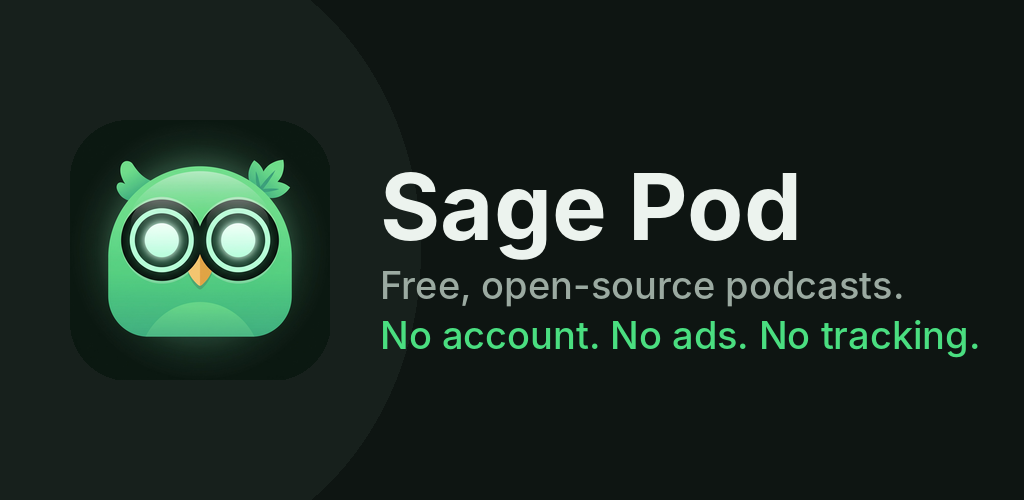 Sage Pod
Free, open-source podcasts.
No account. No ads. No tracking.